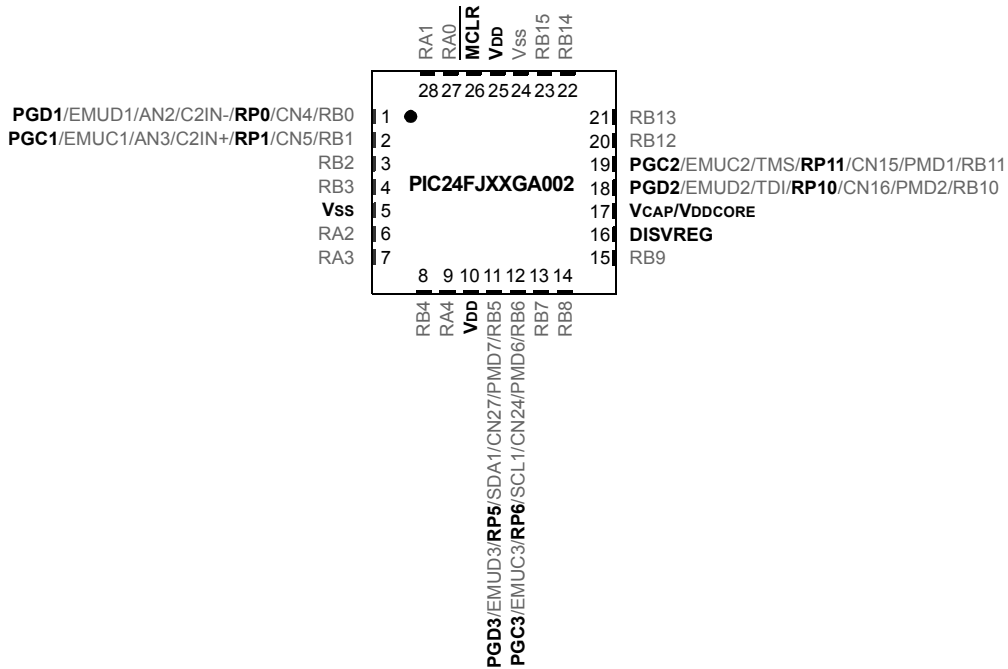 RA1
RA0
MCLR
VDD
Vss
RB15
RB14
28 27 26 25 24 23 22
PGD1/EMUD1/AN2/C2IN-/RP0/CN4/RB0 1
PGC1/EMUC1/AN3/C2IN+/RP1/CN5/RB1 2
RB2 3
RB3 4
Vss 5
RA2 6
RA3 7
PIC24FJXXGA002
21 RB13
20 RB12
19 PGC2/EMUC2/TMS/RP11/CN15/PMD1/RB11
18 PGD2/EMUD2/TDI/RP10/CN16/PMD2/RB10
17 VCAP/VDDCORE
16 DISVREG
15 RB9
8 9 10 11 12 13 14
RB4
RA4
VDD
PGD3/EMUD3/RP5/SDA1/CN27/PMD7/RB5
PGC3/EMUC3/RP6/SCL1/CN24/PMD6/RB6
RB7
RB8